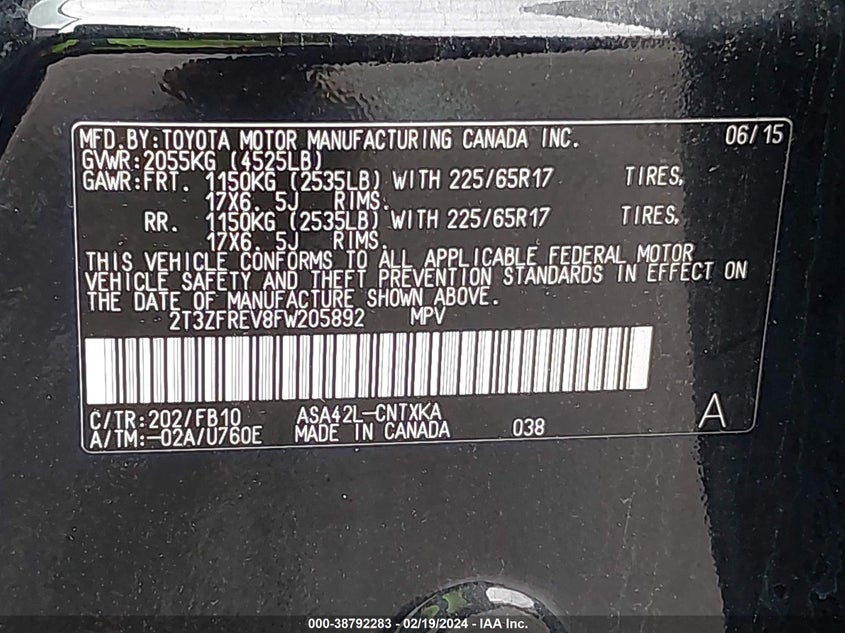 MFD.BY:TOYOTA MOTOR MANUFACTURING CANADA INC. 06/15
GVWR:2055KG (4525LB)
GAWR:FRT. 1150KG (2535LB) WITH 225/65R17 TIRES,
17X6. 5J RIMS.
RR. 1150KG (2535LB) WITH 225/65R17 TIRES,
17X6. 5J RIMS.
THIS VEHICLE CONFORMS TO ALL APPLICABLE FEDERAL MOTOR
VEHICLE SAFETY AND THEFT PREVENTION STANDARDS IN EFFECT ON
THE DATE OF MANUFACTURE SHOWN ABOVE.
2T3ZFREV8FW205892 MPV
C/TR:202/FB10 ASA42L-CNTXKA
A/TM:-02A/U760E MADE IN CANADA 038 A
000-38792283 - 02/19/2024 - IAA Inc.